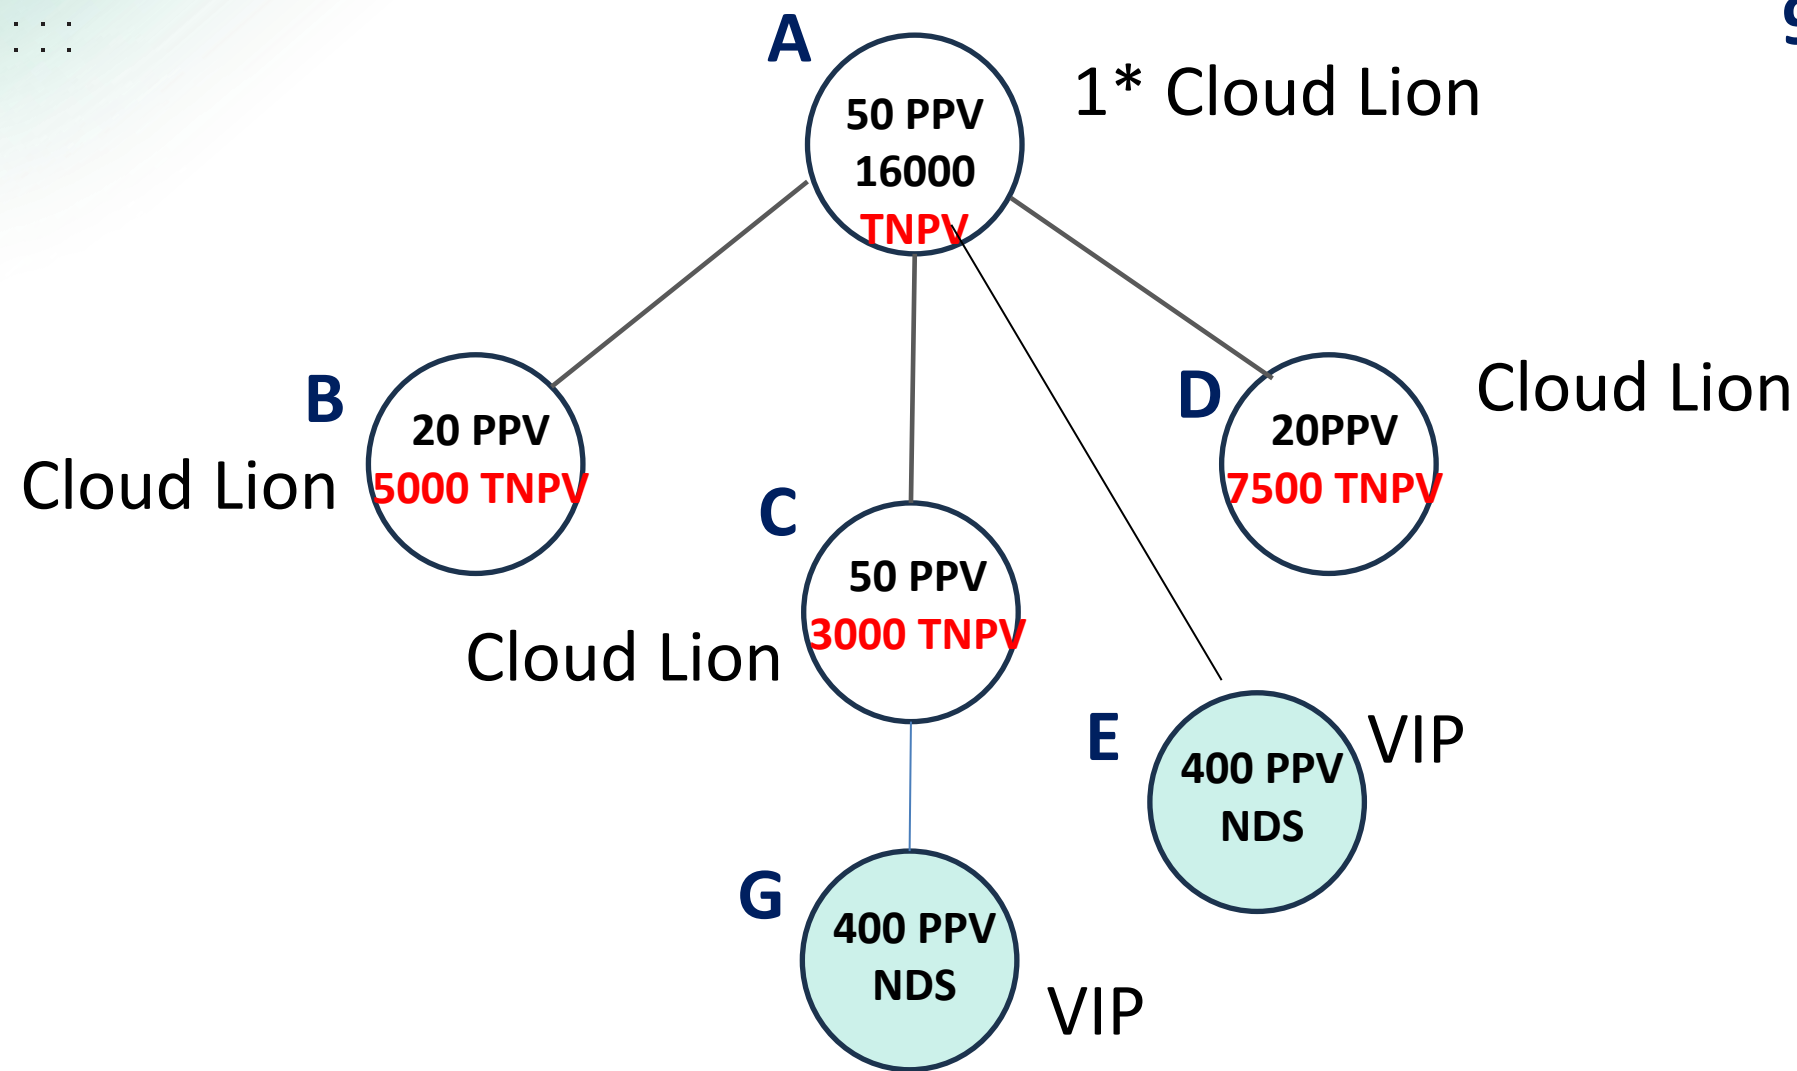 A
1* Cloud Lion
50 PPV
16000
TNPV
B
20 PPV
5000 TNPV
Cloud Lion
D
20PPV
7500 TNPV
Cloud Lion
C
50 PPV
3000 TNPV
Cloud Lion
E
400 PPV
NDS
VIP
G
400 PPV
NDS
VIP